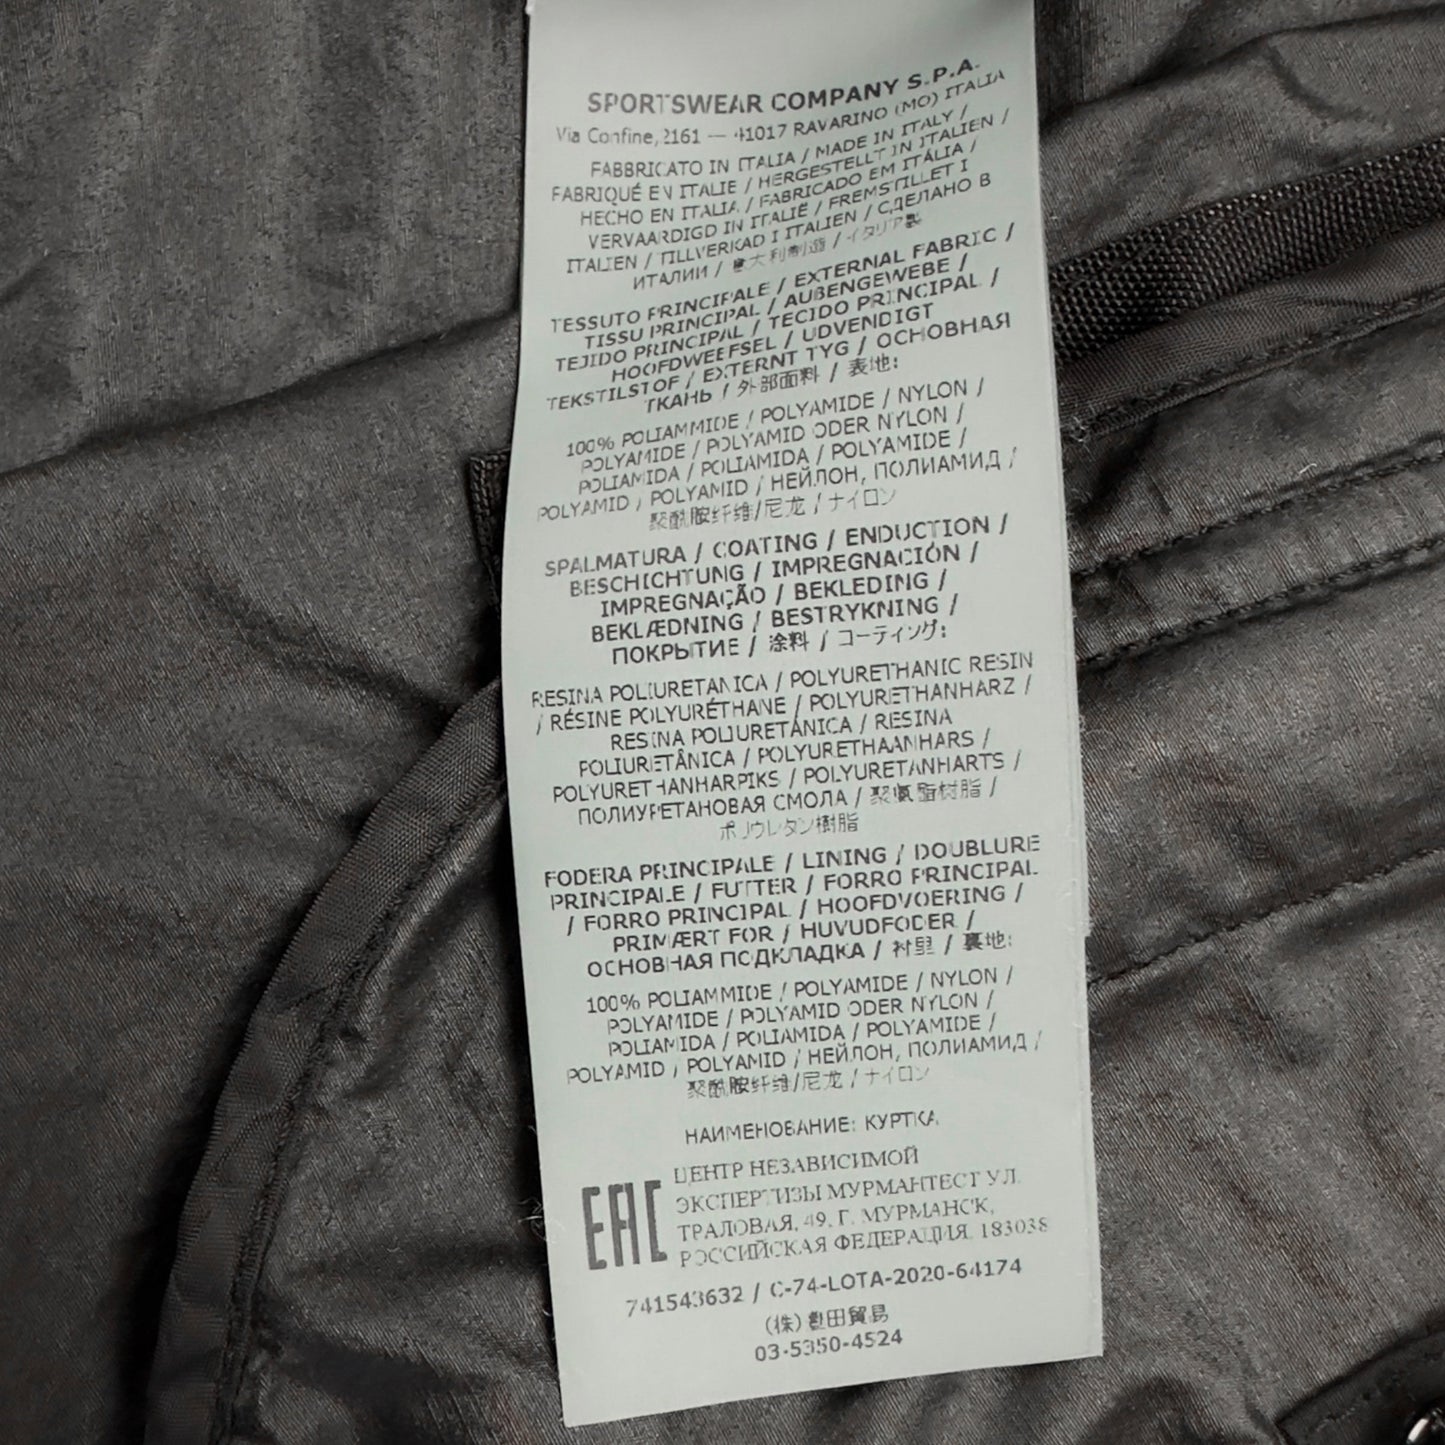 SPORTSWEAR COMPANY S.P.A.
Via Confine, 2161 — 41017 RAVARINO (MO) ITALIA
FABBRICATO IN ITALIA / MADE IN ITALY /
FABRIQUÉ EN ITALIE / HERGESTELLT IN ITALIEN /
HECHO EN ITALIA / FABRICADO EM ITÁLIA /
VERVAARDIGD IN ITALIË / FREMSTILLET I
ITALIEN / TILLVERKAD I ITALIEN / СДЕЛАНО В
ИТАЛИИ / 意大利制造 / イタリア製
TESSUTO PRINCIPALE / EXTERNAL FABRIC /
TISSU PRINCIPAL / AUßENGEWEBE /
TEJIDO PRINCIPAL / TECIDO PRINCIPAL /
HOOFDWEEFSEL / UDVENDIGT
TEKSTILSTOF / EXTERNT TYG / ОСНОВНАЯ
ТКАНЬ / 外部面料 / 表地:
100% POLIAMMIDE / POLYAMIDE / NYLON /
POLYAMIDE / POLYAMID ODER NYLON /
POLIAMIDA / POLIAMIDA / POLYAMIDE /
POLYAMID / POLYAMID / НЕЙЛОН, ПОЛИАМИД /
聚酰胺纤维/尼龙 / ナイロン
SPALMATURA / COATING / ENDUCTION /
BESCHICHTUNG / IMPREGNACIÓN /
IMPREGNAÇÃO / BEKLEDING /
BEKLÆDNING / BESTRYKNING /
ПОКРЫТИЕ / 涂料 / コーティング:
RESINA POLIURETANICA / POLYURETHANIC RESIN
/ RÉSINE POLYURÉTHANE / POLYURETHANHARZ /
RESINA POLIURETÂNICA / RESINA
POLIURETÂNICA / POLYURETHAANHARS /
POLYURETHANHARPIKS / POLYURETANHARTS /
ПОЛИУРЕТАНОВАЯ СМОЛА / 聚氨酯树脂 /
ポリウレタン樹脂
FODERA PRINCIPALE / LINING / DOUBLURE
PRINCIPALE / FUTTER / FORRO PRINCIPAL
/ FORRO PRINCIPAL / HOOFDVOERING /
PRIMÆRT FOR / HUVUDFODER /
ОСНОВНАЯ ПОДКЛАДКА / 衬里 / 裏地:
100% POLIAMMIDE / POLYAMIDE / NYLON /
POLYAMIDE / POLYAMID ODER NYLON /
POLIAMIDA / POLIAMIDA / POLYAMIDE /
POLYAMID / POLYAMID / НЕЙЛОН, ПОЛИАМИД /
聚酰胺纤维/尼龙 / ナイロン
НАИМЕНОВАНИЕ: КУРТКА
EAC
ЦЕНТР НЕЗАВИСИМОЙ
ЭКСПЕРТИЗЫ МУРМАНТЕСТ УЛ.
ТРАЛОВАЯ, 49, Г. МУРМАНСК,
РОССИЙСКАЯ ФЕДЕРАЦИЯ, 183038
741543632 / C-74-LOTA-2020-64174
(株) 豊田貿易
03-5350-4524